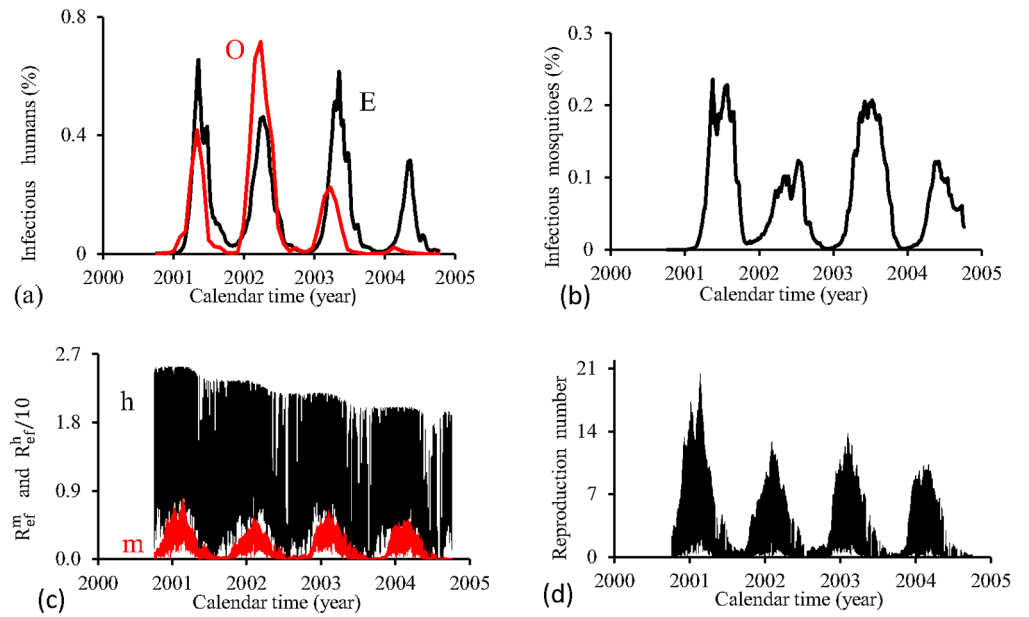 0.8
0.4
0
Infectious humans (%)
O
E
2000 2001 2002 2003 2004 2005
Calendar time (year)
(a)
0.3
0.2
0.1
0
Infectious mosquitoes (%)
2000 2001 2002 2003 2004 2005
Calendar time (year)
(b)
2.7
1.8
0.9
0.0
R_ef^m and R_ef^h/10
h
m
2000 2001 2002 2003 2004 2005
Calendar time (year)
(c)
21
14
7
0
Reproduction number
2000 2001 2002 2003 2004 2005
Calendar time (year)
(d)